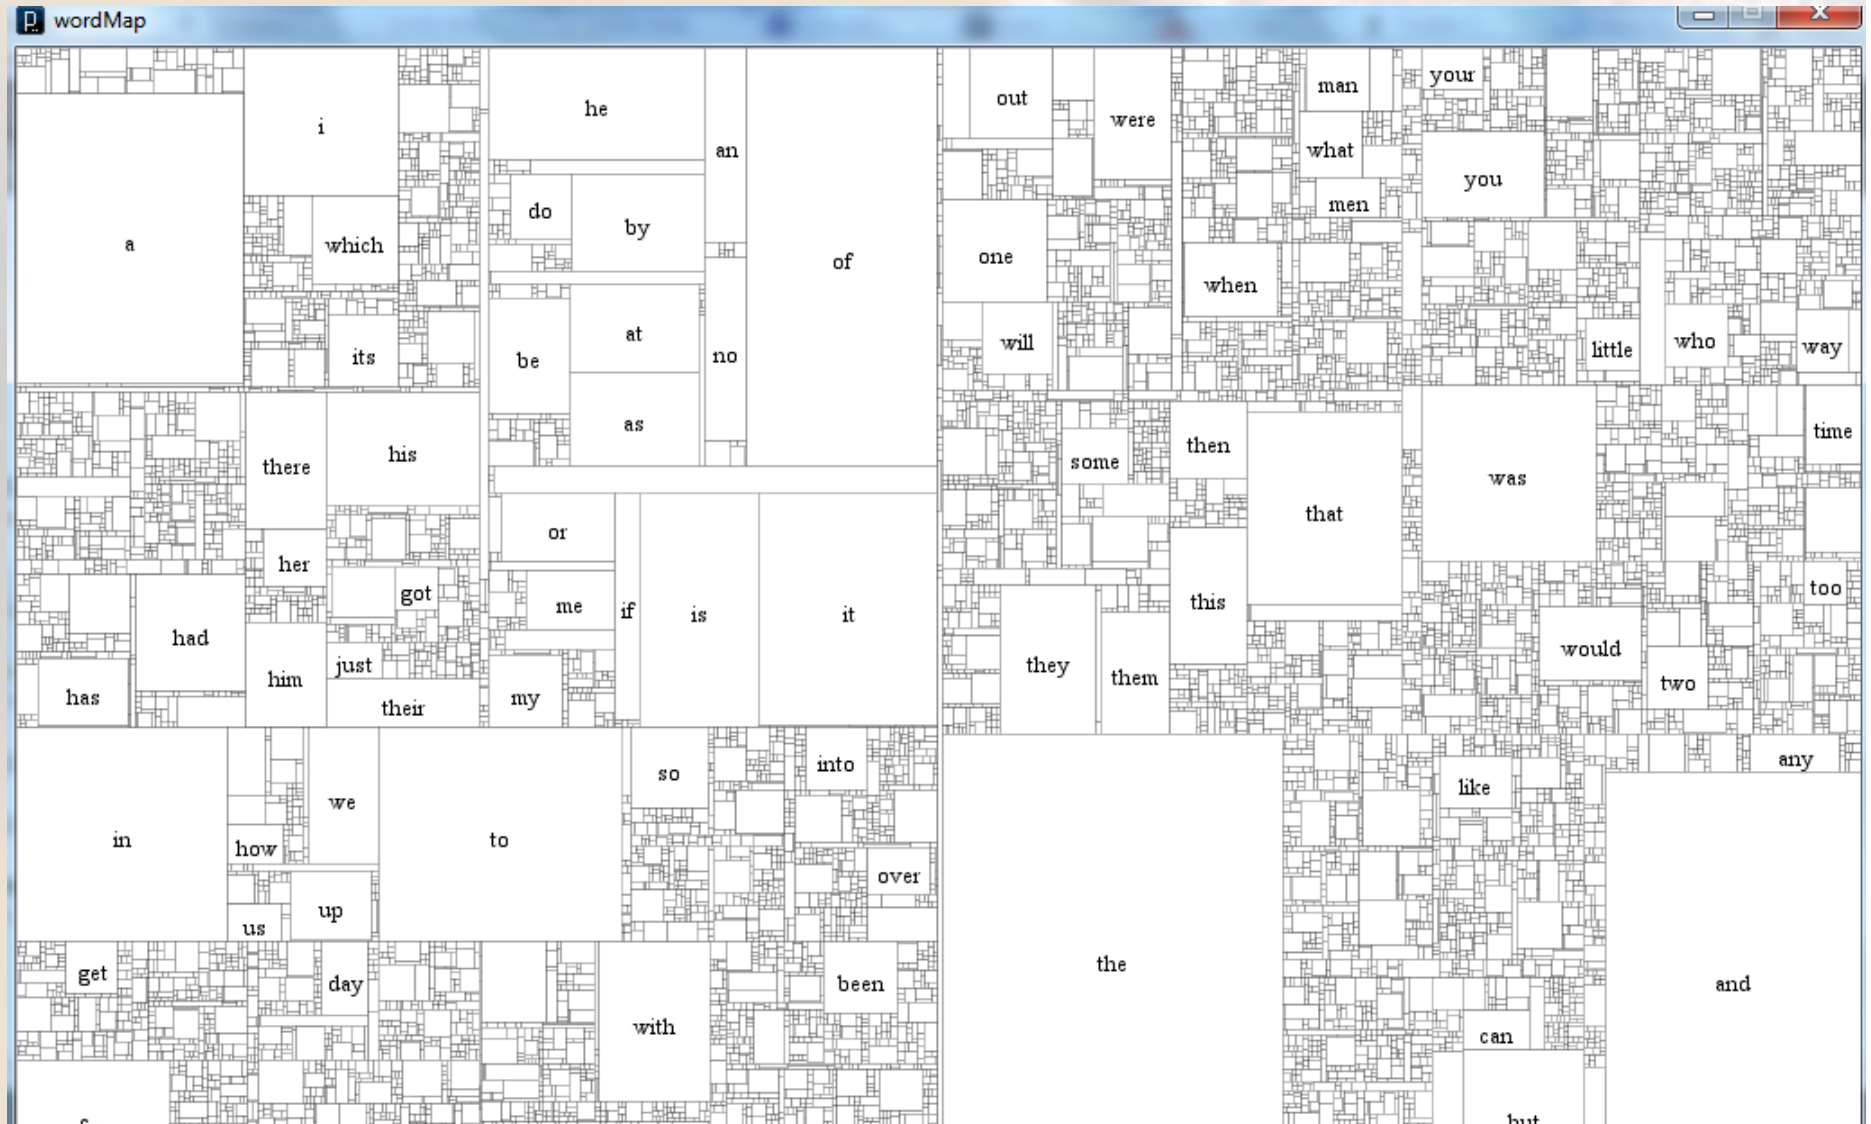 wordMap
a
i
which
its
he
an
do
by
of
be
at
no
as
there
his
her
got
had
him
just
has
their
or
me
if
is
it
my
out
were
man
what
men
your
you
one
when
will
little
who
way
some
then
that
this
they
them
was
time
too
would
two
in
how
we
to
up
us
so
into
over
get
day
with
been
the
like
any
and
can
but